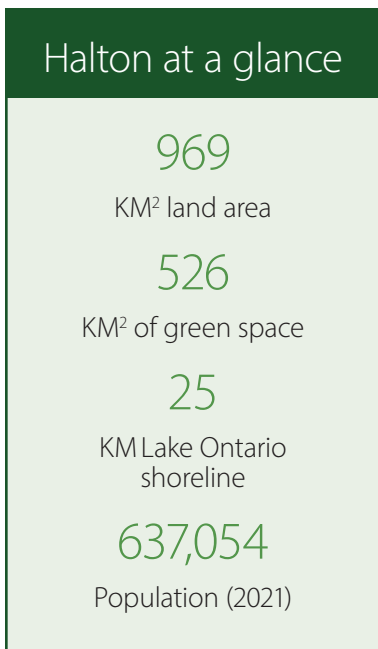 Halton at a glance
969
KM² land area
526
KM² of green space
25
KM Lake Ontario
shoreline
637,054
Population (2021)